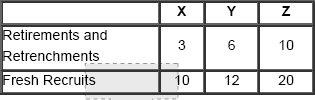 X Y Z
Retirements and
Retrenchments 3 6 10
Fresh Recruits 10 12 20